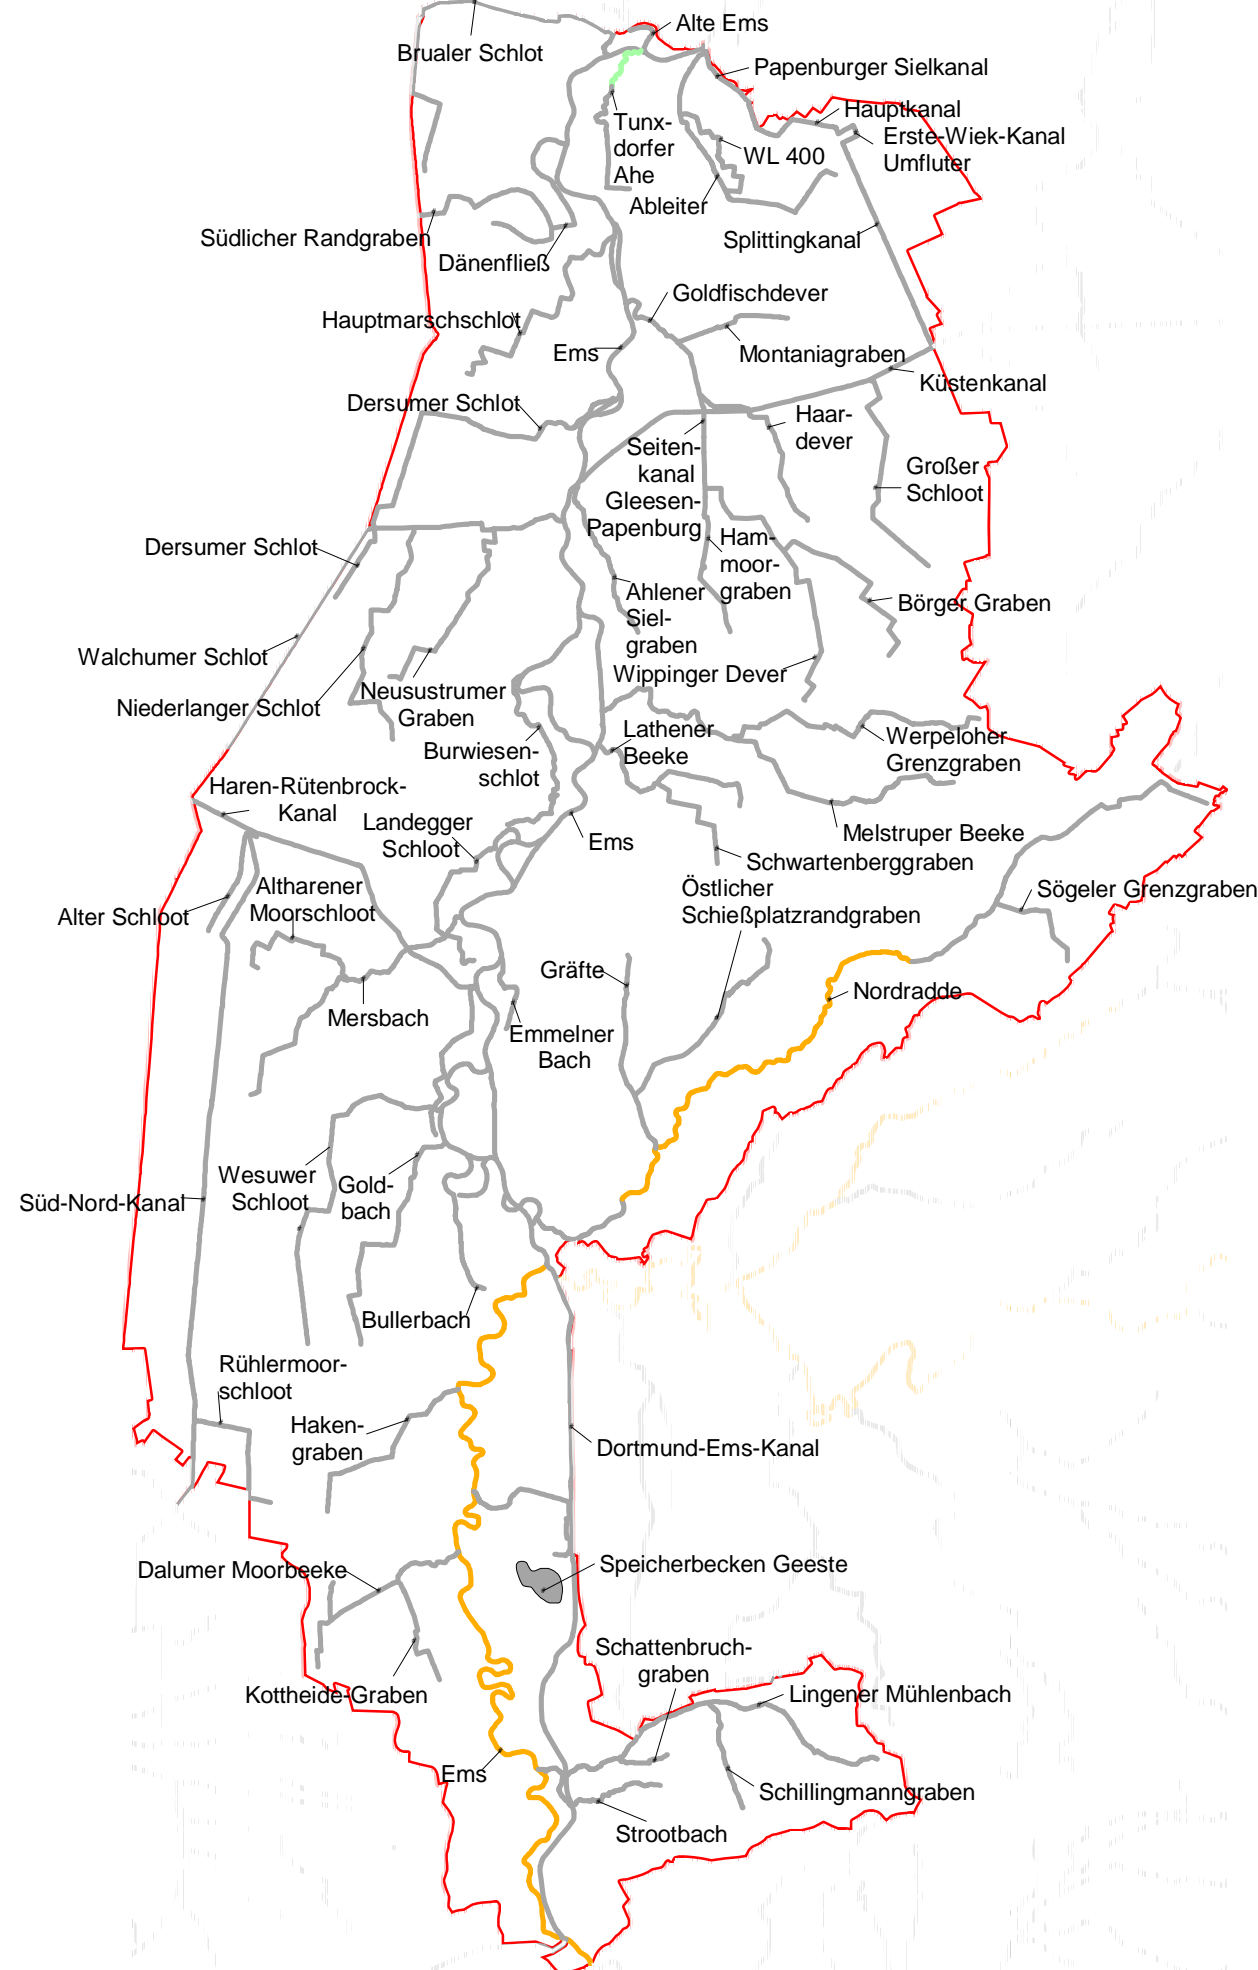 Alte Ems
Brualer Schlot
Papenburger Sielkanal
Hauptkanal
Tunx-
dorfer
Ahe
Erste-Wiek-Kanal
Umfluter
WL 400
Ableiter
Südlicher Randgraben
Splittingkanal
Dänenfließ
Goldfischdever
Hauptmarschschlot
Ems
Montaniagraben
Küstenkanal
Dersumer Schlot
Haar-
dever
Seiten-
kanal
Gleesen-
Papenburg
Großer
Schloot
Dersumer Schlot
Ham-
moor-
graben
Ahlener
Siel-
graben
Börger Graben
Walchumer Schlot
Wippinger Dever
Niederlanger Schlot
Neusustrumer
Graben
Lathener
Beeke
Werpeloher
Grenzgraben
Burwiesen-
schlot
Haren-Rütenbrock-
Kanal
Landegger
Schloot
Ems
Melstruper Beeke
Schwartenberggraben
Altharener
Moorschloot
Östlicher
Schießplatzrandgraben
Sögeler Grenzgraben
Alter Schloot
Gräfte
Nordradde
Mersbach
Emmelner
Bach
Wesuwer
Schloot
Gold-
bach
Süd-Nord-Kanal
Bullerbach
Rühlermoor-
schloot
Haken-
graben
Dortmund-Ems-Kanal
Dalumer Moorbeeke
Speicherbecken Geeste
Schattenbruch-
graben
Kottheide-Graben
Lingener Mühlenbach
Ems
Schillingmanngraben
Strootbach